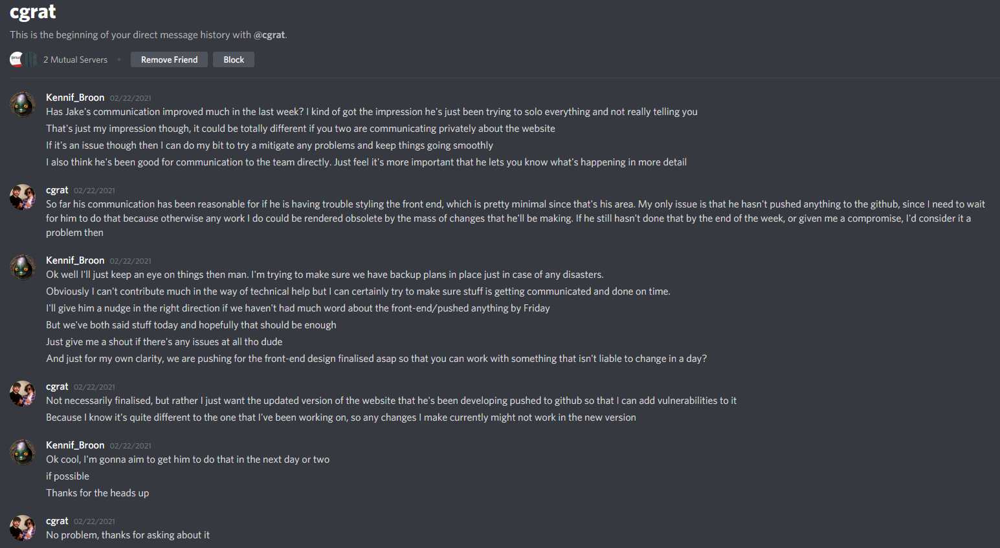 cgrat
This is the beginning of your direct message history with @cgrat.
2 Mutual Servers • Remove Friend Block
Kennif_Broon 02/22/2021
Has Jake's communication improved much in the last week? I kind of got the impression he's just been trying to solo everything and not really telling you
That's just my impression though, it could be totally different if you two are communicating privately about the website
If it's an issue though then I can do my bit to try a mitigate any problems and keep things going smoothly
I also think he's been good for communication to the team directly. Just feel it's more important that he lets you know what's happening in more detail
cgrat 02/22/2021
So far his communication has been reasonable for if he is having trouble styling the front end, which is pretty minimal since that's his area. My only issue is that he hasn't pushed anything to the github, since I need to wait
for him to do that because otherwise any work I do could be rendered obsolete by the mass of changes that he'll be making. If he still hasn't done that by the end of the week, or given me a compromise, I'd consider it a
problem then
Kennif_Broon 02/22/2021
Ok well I'll just keep an eye on things then man. I'm trying to make sure we have backup plans in place just in case of any disasters.
Obviously I can't contribute much in the way of technical help but I can certainly try to make sure stuff is getting communicated and done on time.
I'll give him a nudge in the right direction if we haven't had much word about the front-end/pushed anything by Friday
But we've both said stuff today and hopefully that should be enough
Just give me a shout if there's any issues at all tho dude
And just for my own clarity, we are pushing for the front-end design finalised asap so that you can work with something that isn't liable to change in a day?
cgrat 02/22/2021
Not necessarily finalised, but rather I just want the updated version of the website that he's been developing pushed to github so that I can add vulnerabilities to it
Because I know it's quite different to the one that I've been working on, so any changes I make currently might not work in the new version
Kennif_Broon 02/22/2021
Ok cool, I'm gonna aim to get him to do that in the next day or two
if possible
Thanks for the heads up
cgrat 02/22/2021
No problem, thanks for asking about it